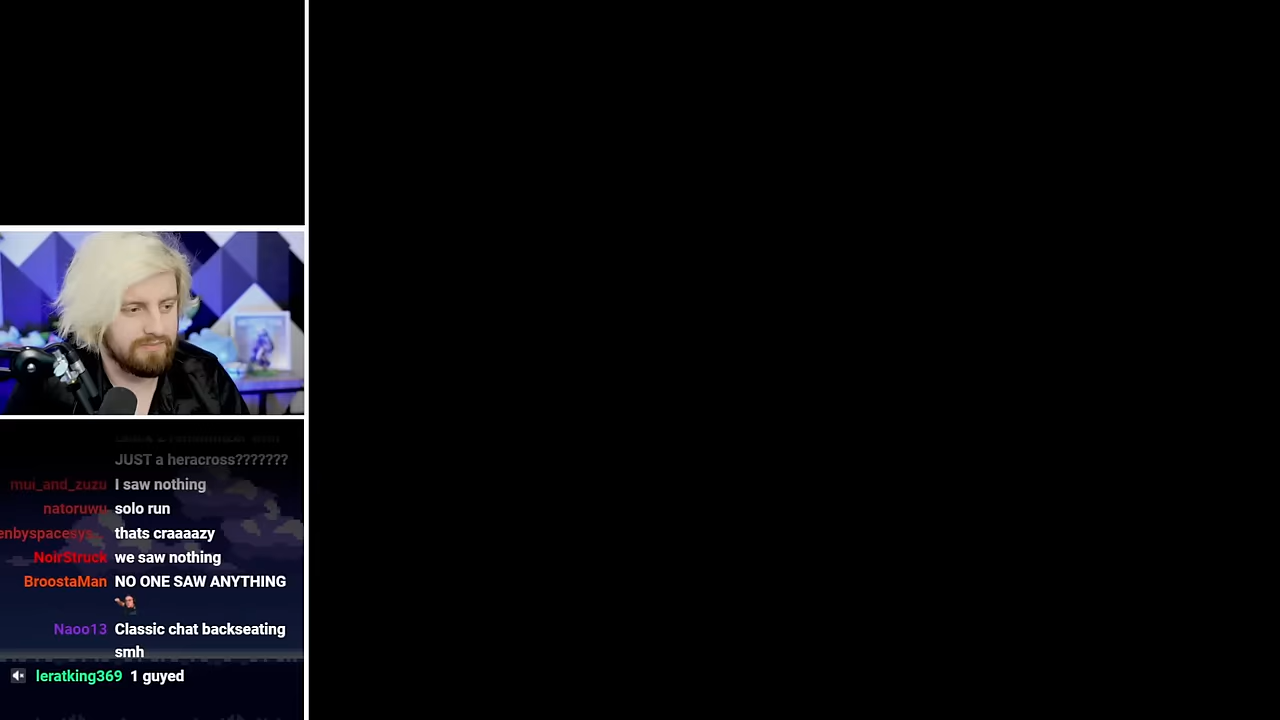 JUST a heracross???????
mui_and_zuzu I saw nothing
natoruwu solo run
enbyspacesys... thats craaaazy
NoirStruck we saw nothing
BroostaMan NO ONE SAW ANYTHING
Naoo13 Classic chat backseating
smh
leratking369 1 guyed